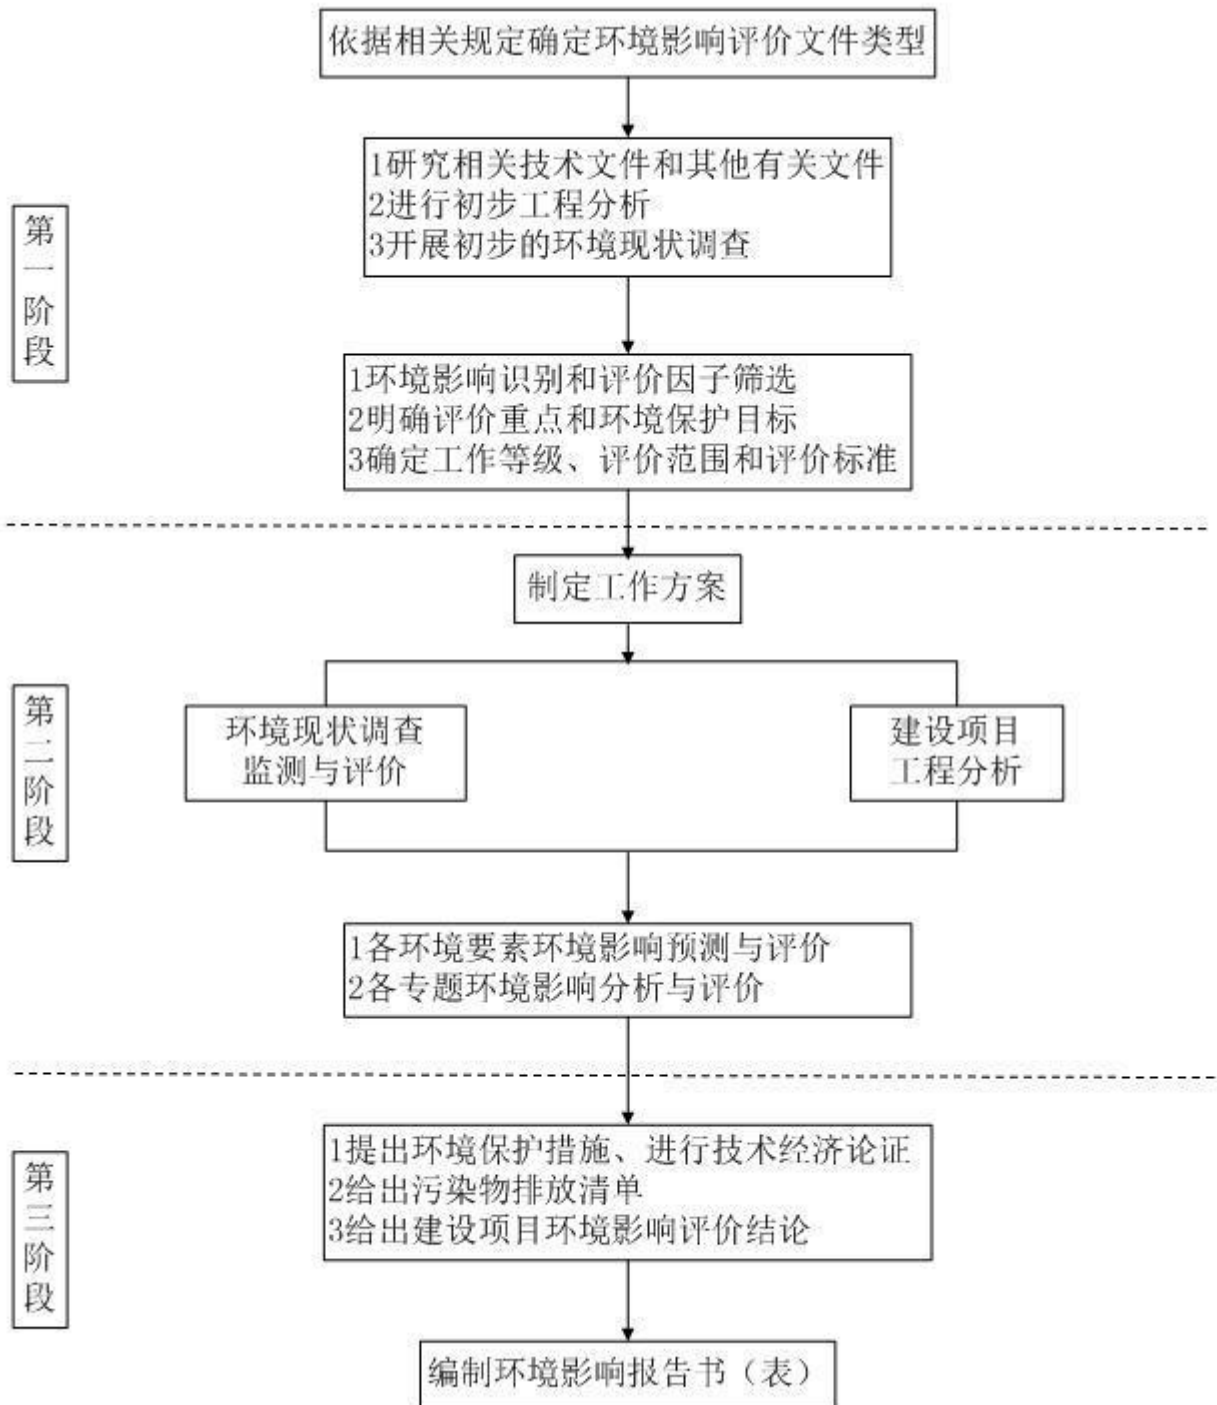 依据相关规定确定环境影响评价文件类型
第一阶段
1研究相关技术文件和其他有关文件
2进行初步工程分析
3开展初步的环境现状调查
1环境影响识别和评价因子筛选
2明确评价重点和环境保护目标
3确定工作等级、评价范围和评价标准
第二阶段
制定工作方案
环境现状调查
监测与评价
建设项目
工程分析
1各环境要素环境影响预测与评价
2各专题环境影响分析与评价
第三阶段
1提出环境保护措施、进行技术经济论证
2给出污染物排放清单
3给出建设项目环境影响评价结论
编制环境影响报告书（表）